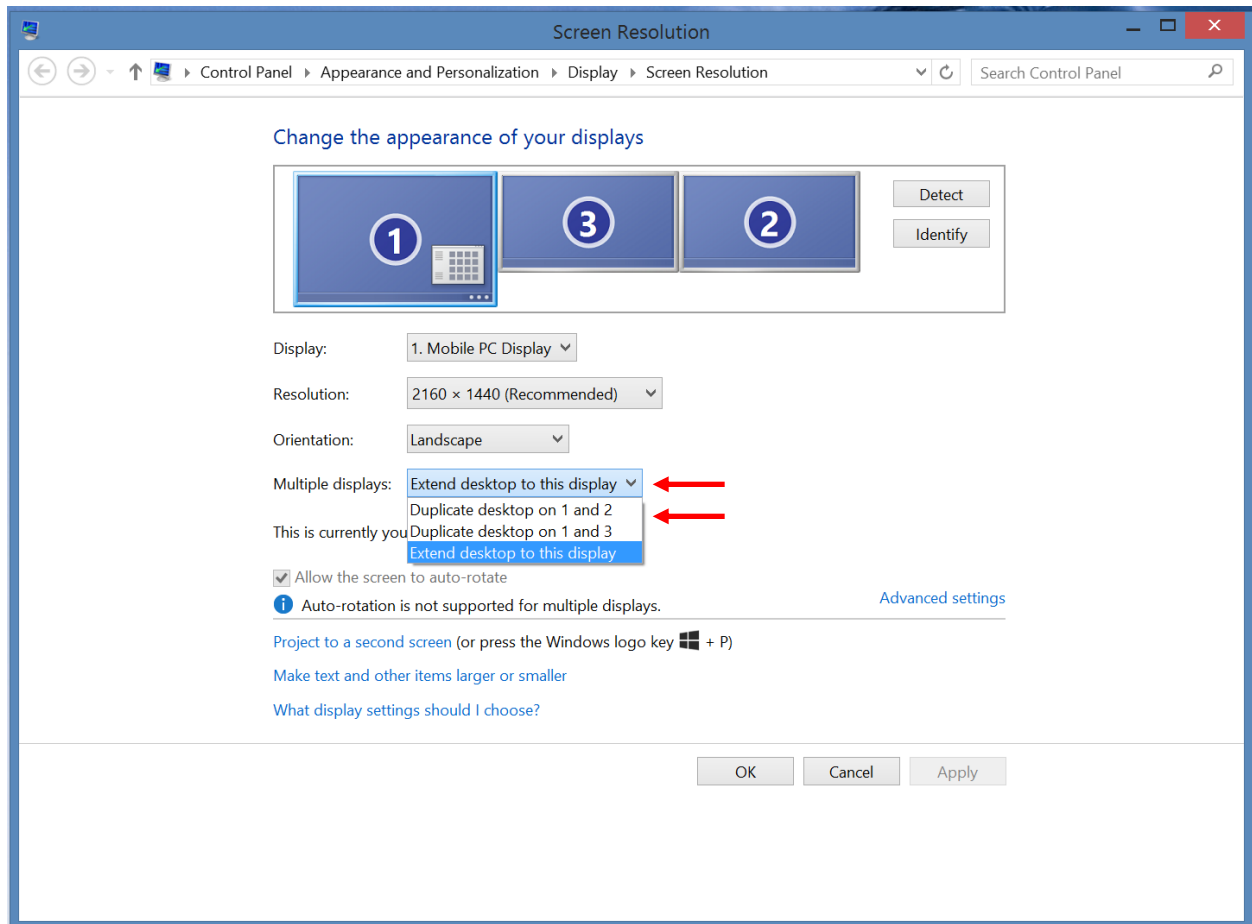 Screen Resolution
Control Panel Appearance and Personalization Display Screen Resolution Search Control Panel
Change the appearance of your displays
1 3 2
Detect
Identify
Display: 1. Mobile PC Display
Resolution: 2160 × 1440 (Recommended)
Orientation: Landscape
Multiple displays: Extend desktop to this display
Duplicate desktop on 1 and 2
This is currently you Duplicate desktop on 1 and 3
Extend desktop to this display
Allow the screen to auto-rotate
Auto-rotation is not supported for multiple displays. Advanced settings
Project to a second screen (or press the Windows logo key + P)
Make text and other items larger or smaller
What display settings should I choose?
OK Cancel Apply